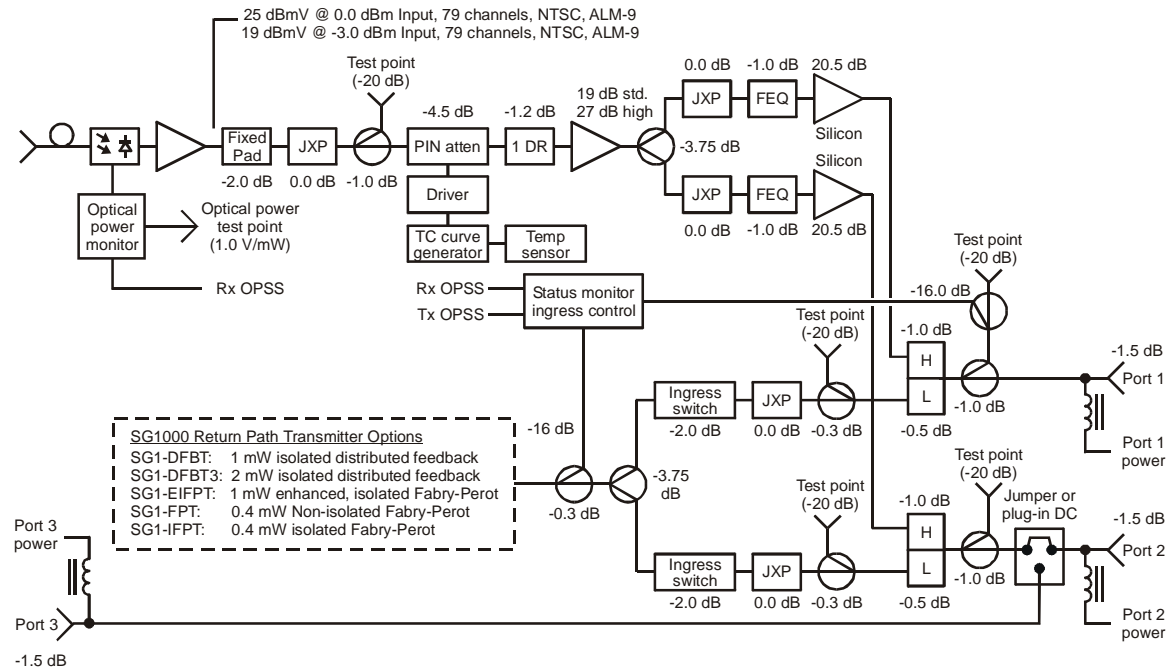 25 dBmV @ 0.0 dBm Input, 79 channels, NTSC, ALM-9
19 dBmV @ -3.0 dBm Input, 79 channels, NTSC, ALM-9
Test point
(-20 dB)
0.0 dB
-1.0 dB
20.5 dB
19 dB std.
27 dB high
JXP
FEQ
-4.5 dB
-1.2 dB
Silicon
Fixed
Pad
JXP
PIN atten
1 DR
-3.75 dB
Silicon
-2.0 dB
0.0 dB
-1.0 dB
JXP
FEQ
Driver
Optical
power
monitor
Optical power
test point
(1.0 V/mW)
0.0 dB
-1.0 dB
20.5 dB
TC curve
generator
Temp
sensor
Test point
(-20 dB)
Rx OPSS
Rx OPSS
Tx OPSS
Status monitor
ingress control
-16.0 dB
Test point
(-20 dB)
-1.0 dB
-1.5 dB
H
Port 1
Ingress
switch
JXP
L
-1.0 dB
-2.0 dB
0.0 dB
-0.3 dB
-0.5 dB
-16 dB
Port 1
power
SG1000 Return Path Transmitter Options
SG1-DFBT: 1 mW isolated distributed feedback
SG1-DFBT3: 2 mW isolated distributed feedback
SG1-EIFPT: 1 mW enhanced, isolated Fabry-Perot
SG1-FPT: 0.4 mW Non-isolated Fabry-Perot
SG1-IFPT: 0.4 mW isolated Fabry-Perot
-0.3 dB
-3.75
dB
Test point
(-20 dB)
Test point
(-20 dB)
-1.0 dB
Jumper or
plug-in DC
-1.5 dB
H
Port 2
Port 3
power
Ingress
switch
JXP
L
-1.0 dB
-2.0 dB
0.0 dB
-0.3 dB
-0.5 dB
Port 2
power
Port 3
-1.5 dB